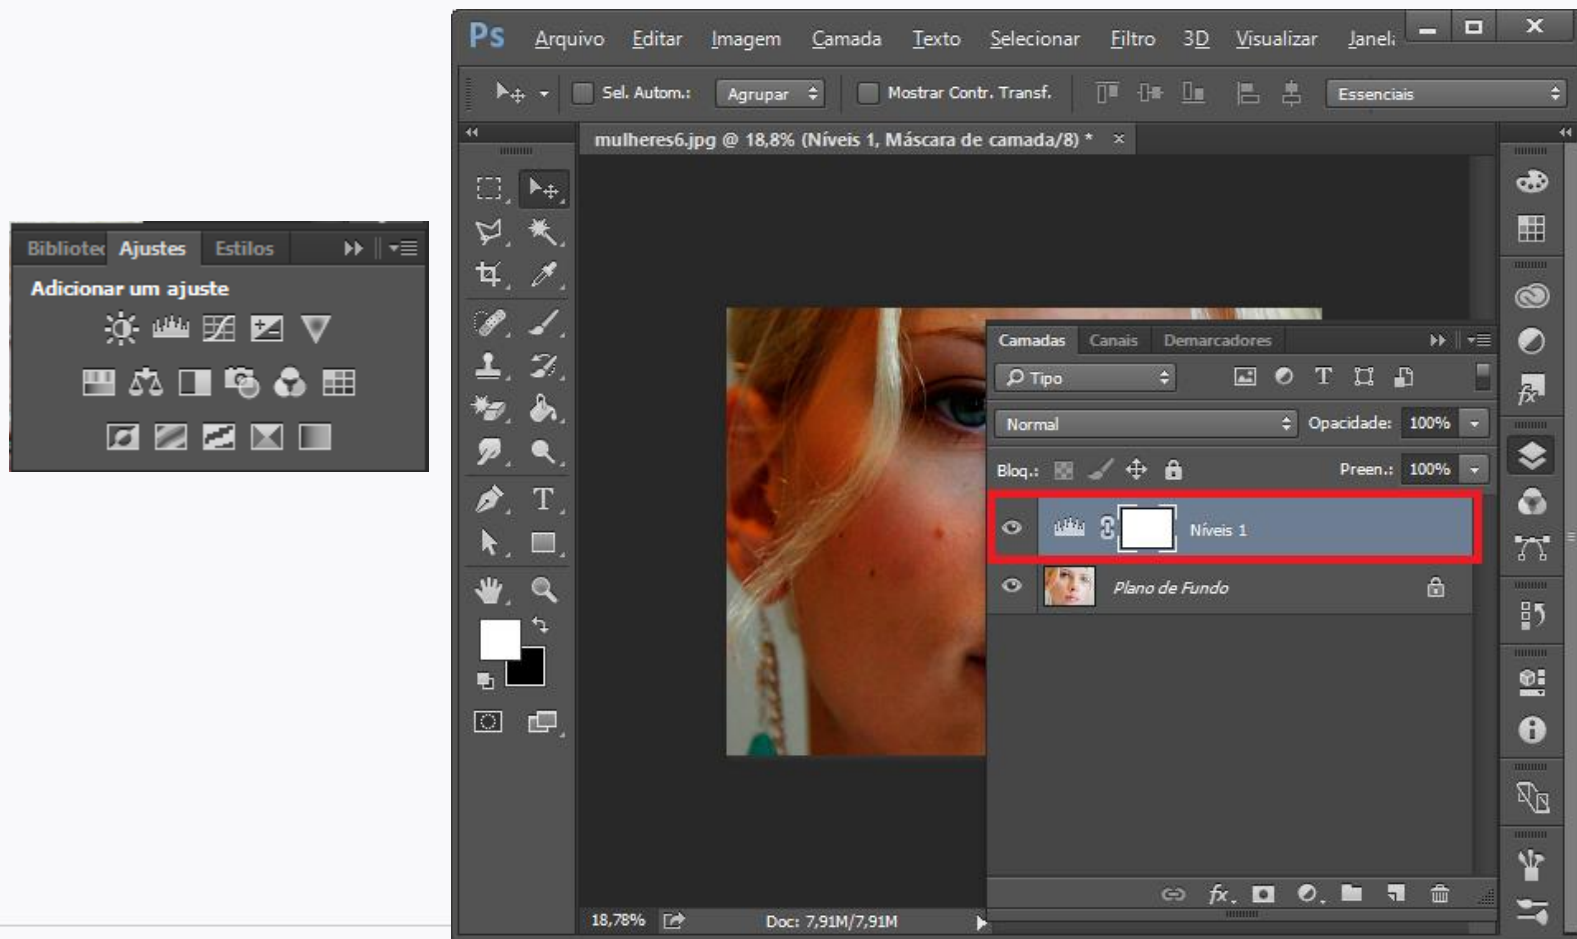 Bibliotec Ajustes Estilos
Adicionar um ajuste
Ps Arquivo Editar Imagem Camada Texto Selecionar Filtro 3D Visualizar Janel
Sel. Autom.: Agrupar Mostrar Contr. Transf. Essenciais
mulheres6.jpg @ 18,8% (Níveis 1, Máscara de camada/8) * ×
Camadas Canais Demarcadores
Tipo
Normal Opacidade: 100%
Bloq.: Preen.: 100%
Níveis 1
Plano de Fundo
18,78% Doc: 7,91M/7,91M